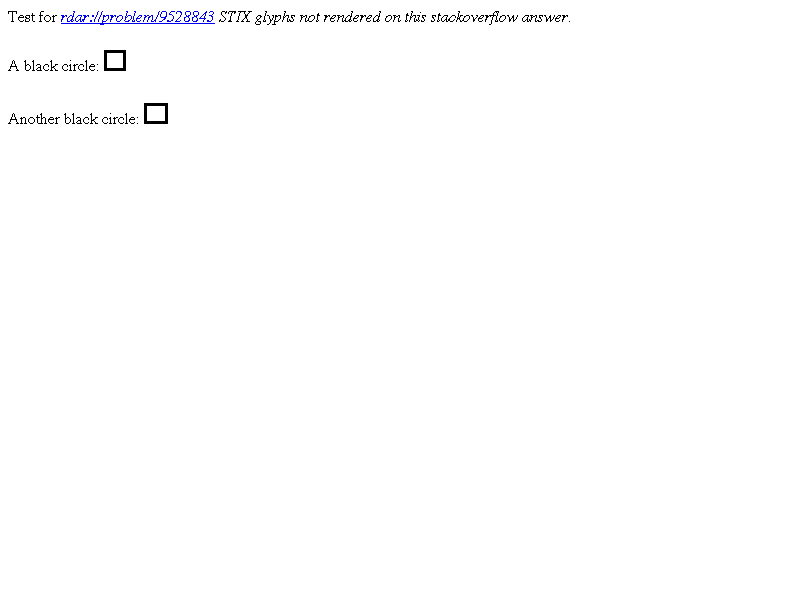 Test for rdar://problem/9528843 STIX glyphs not rendered on this stackoverflow answer.
A black circle: □
Another black circle: □